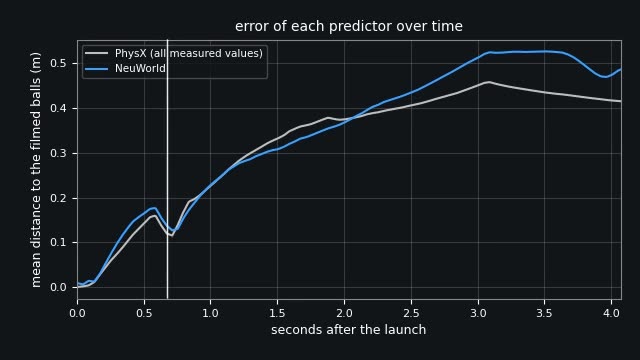 error of each predictor over time
PhysX (all measured values)
NeuWorld
mean distance to the filmed balls (m)
0.5
0.4
0.3
0.2
0.1
0.0
0.0 0.5 1.0 1.5 2.0 2.5 3.0 3.5 4.0
seconds after the launch